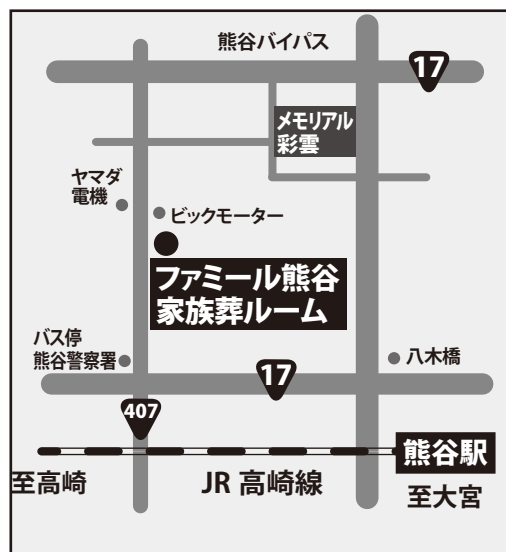 熊谷バイパス
17
メモリアル
彩雲
ヤマダ
電機
ビックモーター
ファミール熊谷
家族葬ルーム
バス停
熊谷警察署
八木橋
17
407
熊谷駅
至高崎
JR 高崎線
至大宮